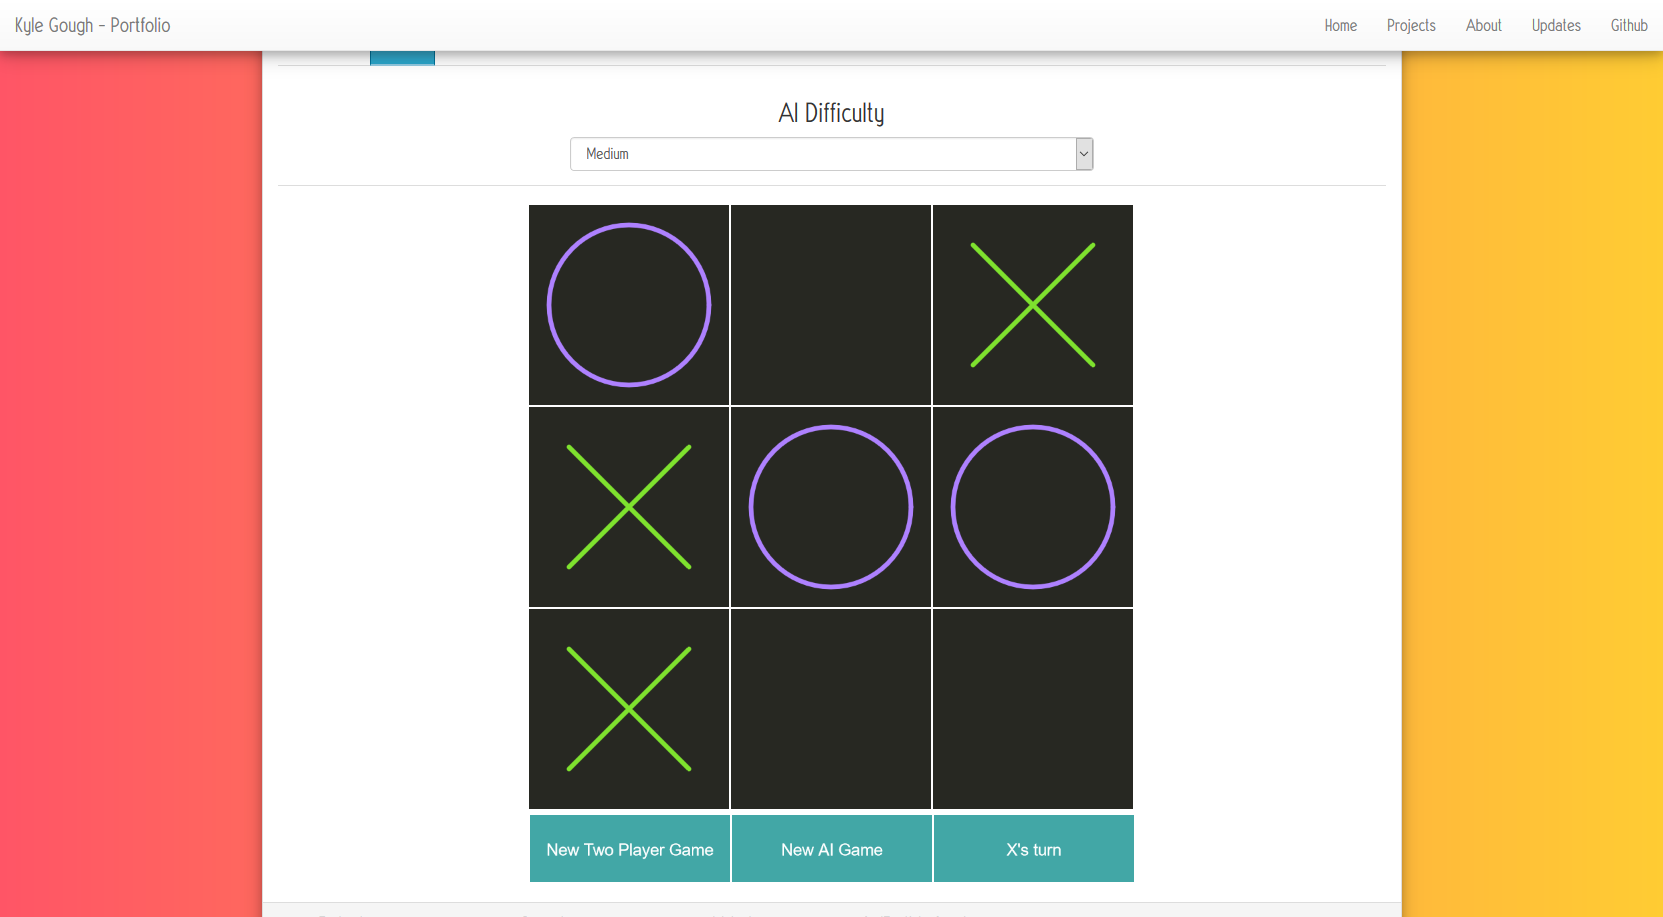 Kyle Gough - Portfolio
Home Projects About Updates Github
AI Difficulty
Medium
New Two Player Game New AI Game X's turn